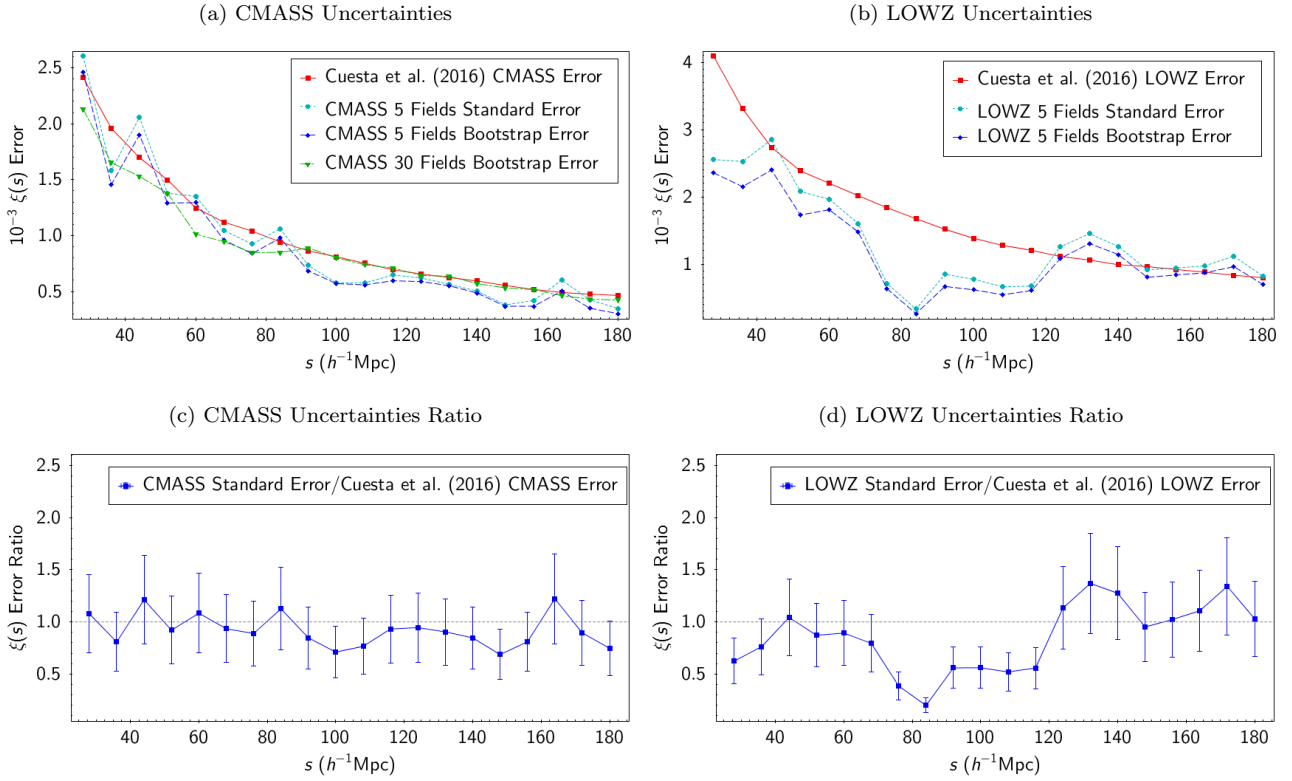 (a) CMASS Uncertainties
2.5
2.0
1.5
1.0
0.5
10⁻³ ξ(s) Error
Cuesta et al. (2016) CMASS Error
CMASS 5 Fields Standard Error
CMASS 5 Fields Bootstrap Error
CMASS 30 Fields Bootstrap Error
40 60 80 100 120 140 160 180
s (h⁻¹Mpc)
(b) LOWZ Uncertainties
4
3
2
1
10⁻³ ξ(s) Error
Cuesta et al. (2016) LOWZ Error
LOWZ 5 Fields Standard Error
LOWZ 5 Fields Bootstrap Error
40 60 80 100 120 140 160 180
s (h⁻¹Mpc)
(c) CMASS Uncertainties Ratio
2.5
2.0
1.5
1.0
0.5
ξ(s) Error Ratio
CMASS Standard Error/Cuesta et al. (2016) CMASS Error
40 60 80 100 120 140 160 180
s (h⁻¹Mpc)
(d) LOWZ Uncertainties Ratio
2.5
2.0
1.5
1.0
0.5
ξ(s) Error Ratio
LOWZ Standard Error/Cuesta et al. (2016) LOWZ Error
40 60 80 100 120 140 160 180
s (h⁻¹Mpc)